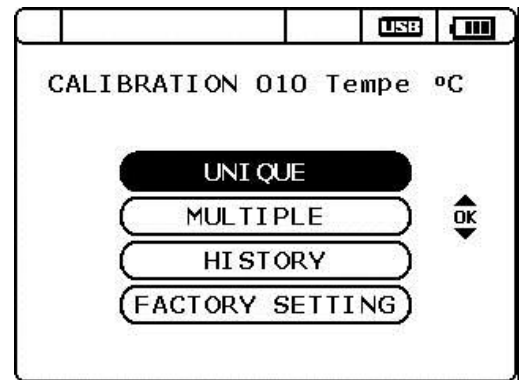 USB
CALIBRATION 010 Tempe ºC
UNIQUE
MULTIPLE
OK
HISTORY
FACTORY SETTING